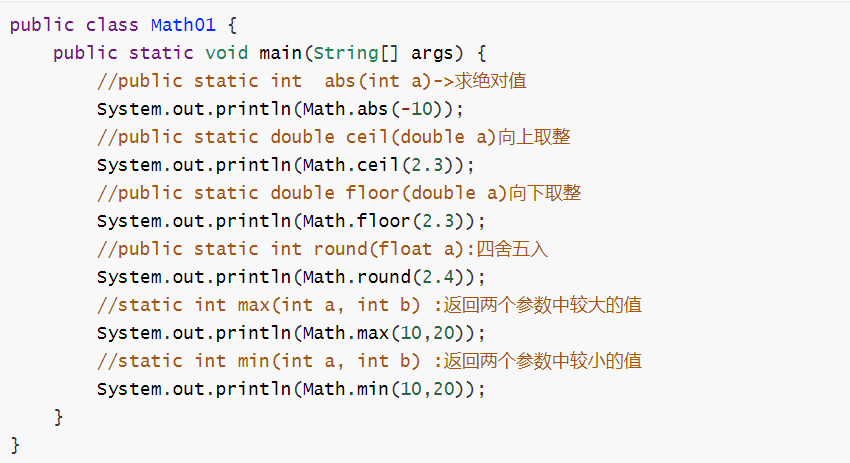 public class Math01 {
    public static void main(String[] args) {
        //public static int  abs(int a)->求绝对值
        System.out.println(Math.abs(-10));
        //public static double ceil(double a)向上取整
        System.out.println(Math.ceil(2.3));
        //public static double floor(double a)向下取整
        System.out.println(Math.floor(2.3));
        //public static int round(float a):四舍五入
        System.out.println(Math.round(2.4));
        //static int max(int a, int b) :返回两个参数中较大的值
        System.out.println(Math.max(10,20));
        //static int min(int a, int b) :返回两个参数中较小的值
        System.out.println(Math.min(10,20));
    }
}